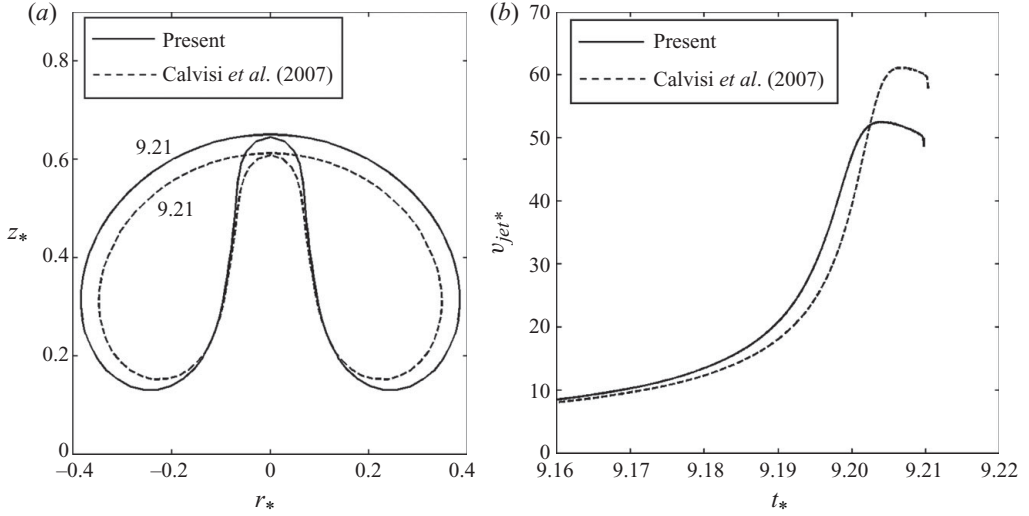 (a)
Present
Calvisi et al. (2007)
0.8
0.6
0.4
0.2
0
z*
9.21
9.21
–0.4
–0.2
0
0.2
0.4
r*
(b)
Present
Calvisi et al. (2007)
70
60
50
40
30
20
10
0
v_jet*
9.16
9.17
9.18
9.19
9.20
9.21
9.22
t*